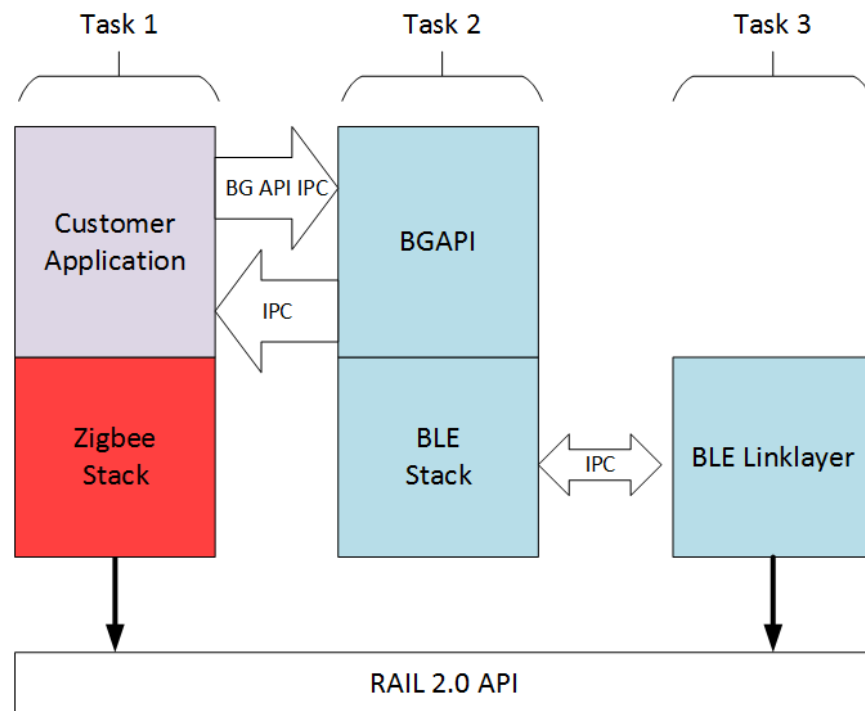 Task 1
Task 2
Task 3
Customer
Application
BG API IPC
BGAPI
IPC
Zigbee
Stack
BLE
Stack
IPC
BLE Linklayer
RAIL 2.0 API